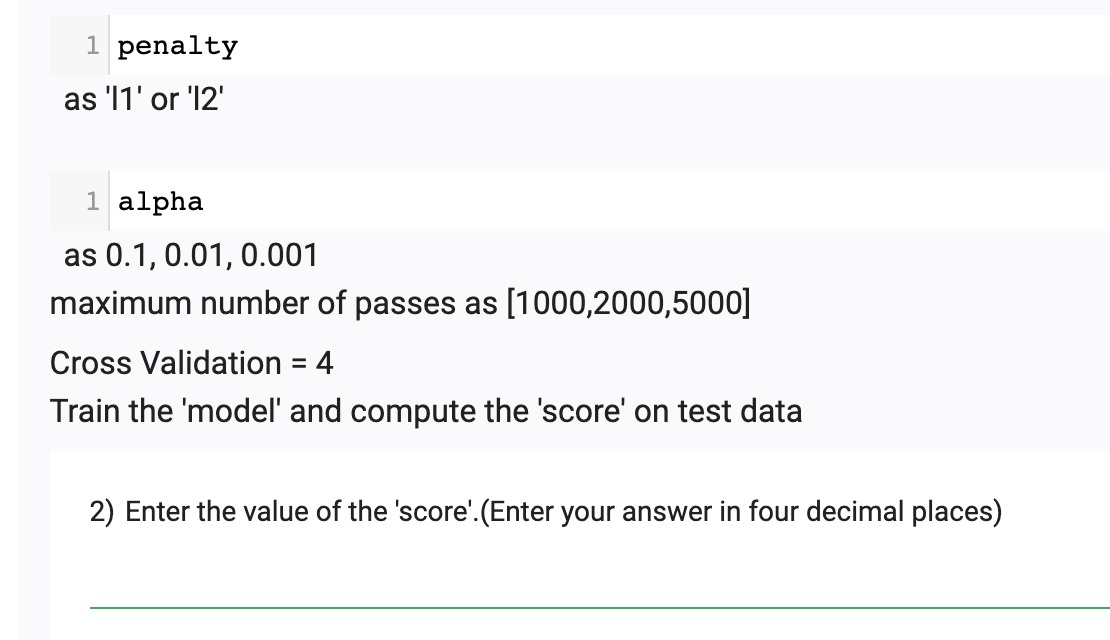 1 penalty
as 'l1' or 'l2'
1 alpha
as 0.1, 0.01, 0.001
maximum number of passes as [1000,2000,5000]
Cross Validation = 4
Train the 'model' and compute the 'score' on test data
2) Enter the value of the 'score'.(Enter your answer in four decimal places)